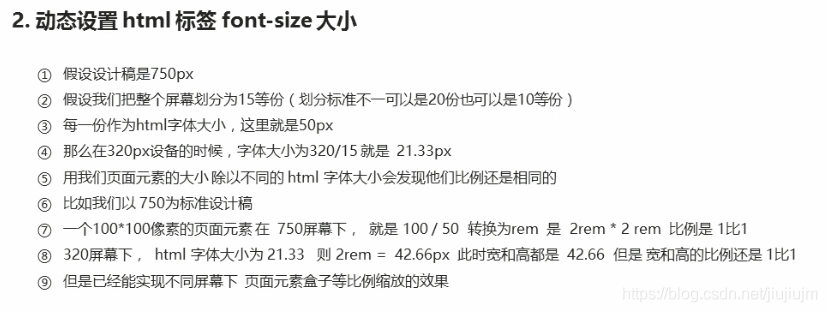 2. 动态设置 html 标签 font-size 大小
① 假设设计稿是750px
② 假设我们把整个屏幕划分为15等份（划分标准不一可以是20份也可以是10等份）
③ 每一份作为html字体大小，这里就是50px
④ 那么在320px设备的时候，字体大小为320/15 就是 21.33px
⑤ 用我们页面元素的大小 除以不同的 html 字体大小会发现他们比例还是相同的
⑥ 比如我们以 750为标准设计稿
⑦ 一个100*100像素的页面元素 在 750屏幕下， 就是 100 / 50 转换为rem 是 2rem * 2 rem 比例是 1比1
⑧ 320屏幕下， html 字体大小为 21.33 则 2rem = 42.66px 此时宽和高都是 42.66 但是 宽和高的比例还是 1比1
⑨ 但是已经能实现不同屏幕下 页面元素盒子等比例缩放的效果
https://blog.csdn.net/jiujiujm